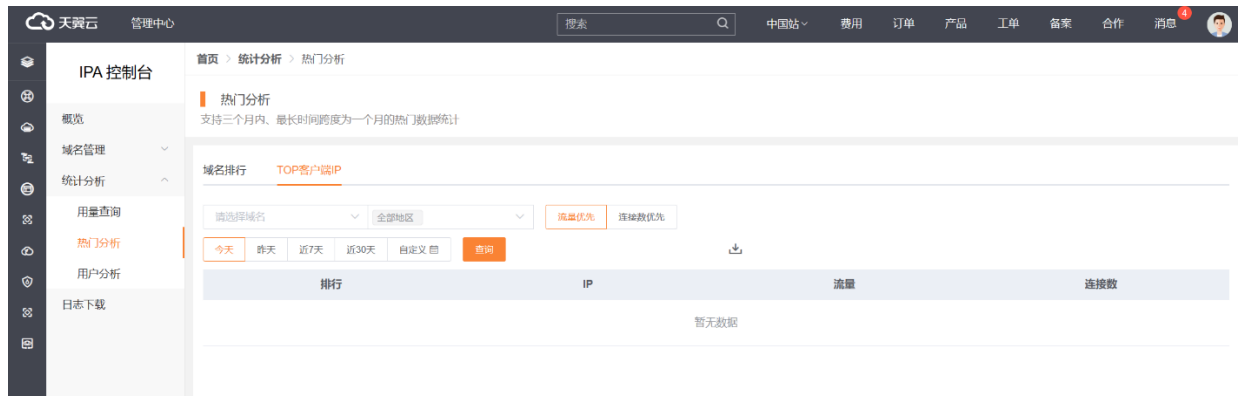 天翼云 管理中心 搜索 中国站 费用 订单 产品 工单 备案 合作 消息 4
IPA 控制台
概览
域名管理
统计分析
用量查询
热门分析
用户分析
日志下载
首页 > 统计分析 > 热门分析
热门分析
支持三个月内、最长时间跨度为一个月的热门数据统计
域名排行 TOP客户端IP
请选择域名 全部地区 流量优先 连接数优先
今天 昨天 近7天 近30天 自定义 查询
排行 IP 流量 连接数
暂无数据